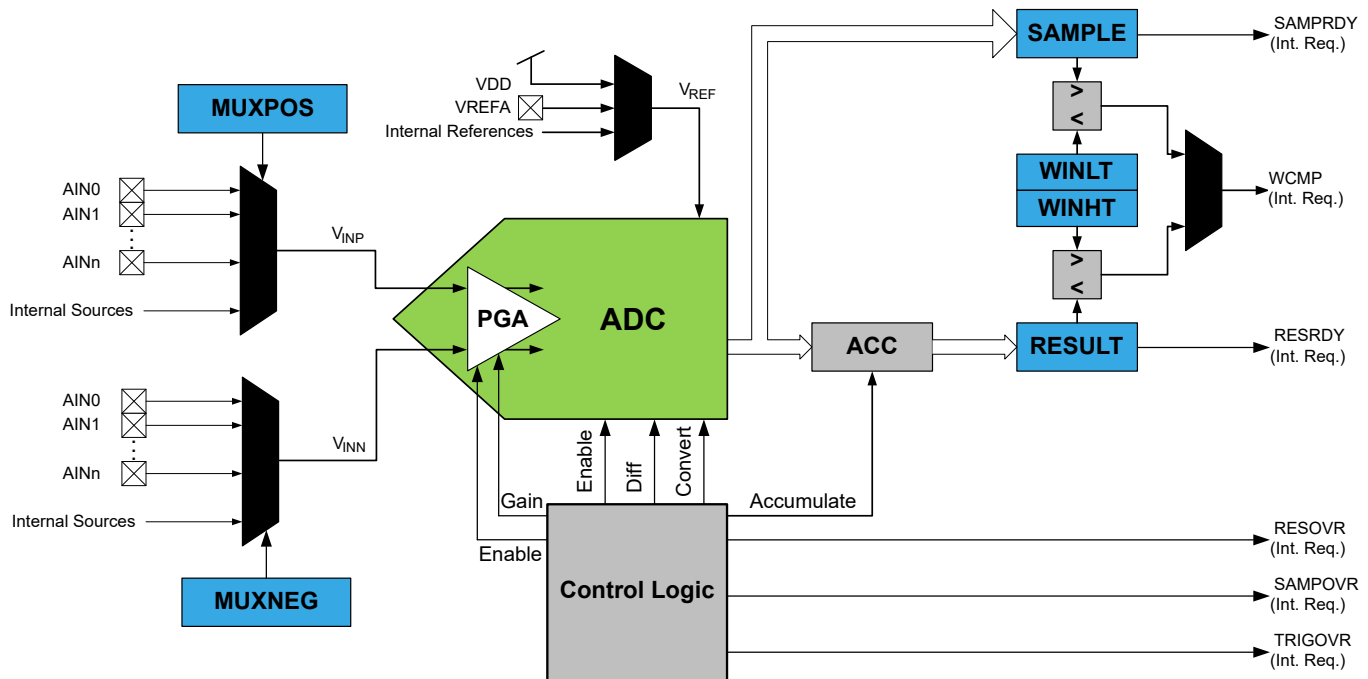 SAMPLE
SAMPRDY
(Int. Req.)
VDD
VREFA
Internal References
VREF
>
<
MUXPOS
AIN0
AIN1
AINn
Internal Sources
VINP
WINLT
WINHT
WCMP
(Int. Req.)
>
<
PGA
ADC
ACC
RESULT
RESRDY
(Int. Req.)
AIN0
AIN1
AINn
Internal Sources
VINN
MUXNEG
Enable
Diff
Convert
Gain
Enable
Accumulate
Control Logic
RESOVR
(Int. Req.)
SAMPOVR
(Int. Req.)
TRIGOVR
(Int. Req.)